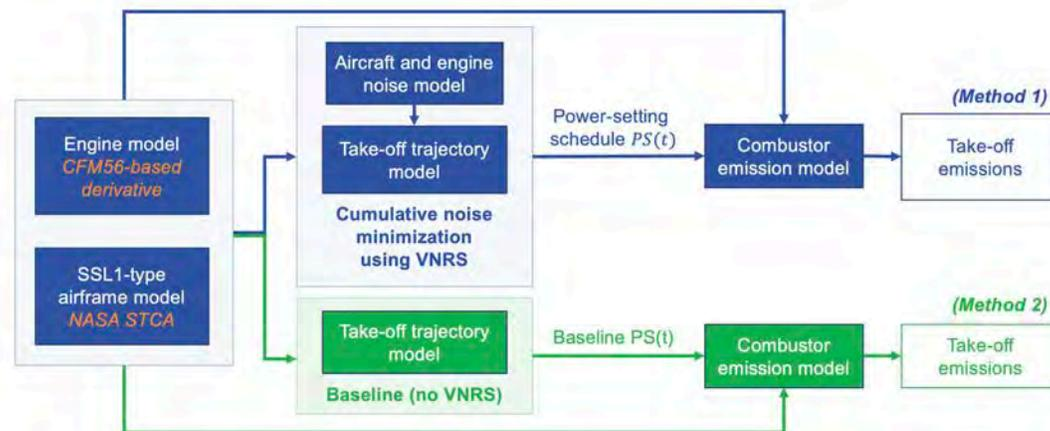 Engine model
CFM56-based
derivative
SSL1-type
airframe model
NASA STCA
Aircraft and engine
noise model
Take-off trajectory
model
Cumulative noise
minimization
using VNRS
Power-setting
schedule PS(t)
Combustor
emission model
(Method 1)
Take-off
emissions
Take-off trajectory
model
Baseline (no VNRS)
Baseline PS(t)
Combustor
emission model
(Method 2)
Take-off
emissions